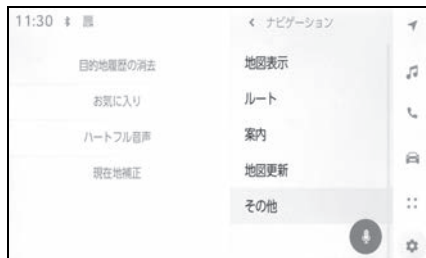 11:30
目的地履歴の消去
お気に入り
ハートフル音声
現在地補正
ナビゲーション
地図表示
ルート
案内
地図更新
その他